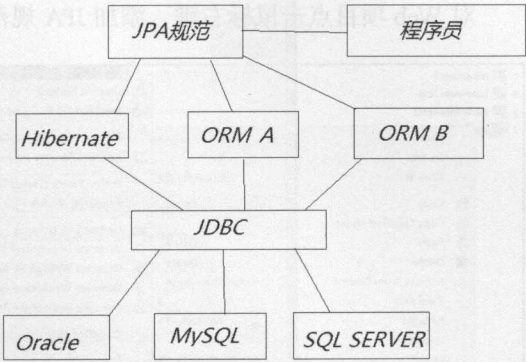 JPA规范 程序员
Hibernate ORM A ORM B
JDBC
Oracle MySQL SQL SERVER